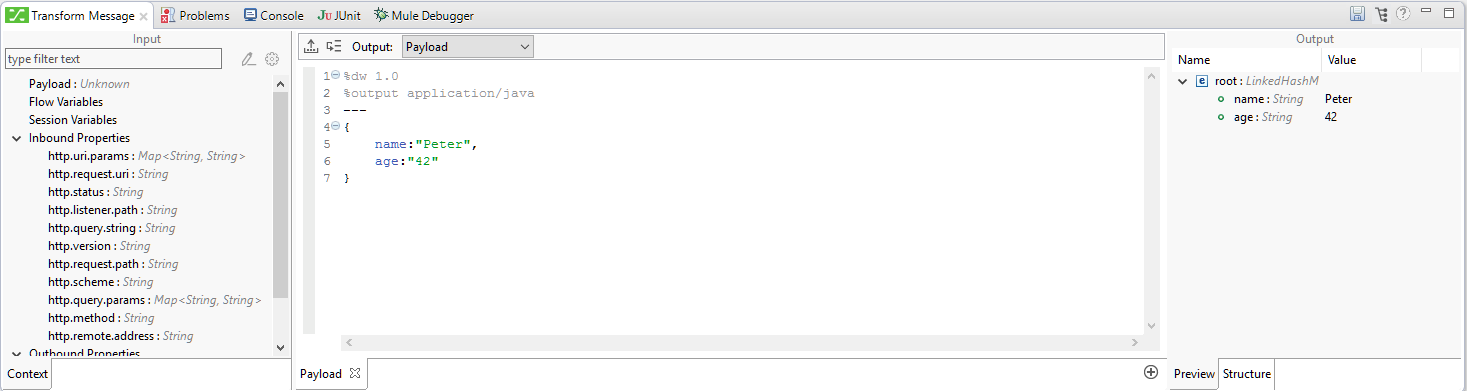 Transform Message Problems Console Ju JUnit Mule Debugger
Input
type filter text
Payload : Unknown
Flow Variables
Session Variables
Inbound Properties
http.uri.params : Map<String, String>
http.request.uri : String
http.status : String
http.listener.path : String
http.query.string : String
http.version : String
http.request.path : String
http.scheme : String
http.query.params : Map<String, String>
http.method : String
http.remote.address : String
Outbound Properties
Context
Output: Payload
1 %dw 1.0
2 %output application/java
3 ---
4 {
5 name:"Peter",
6 age:"42"
7 }
Payload
Output
Name Value
e root : LinkedHashM
name : String Peter
age : String 42
Preview Structure